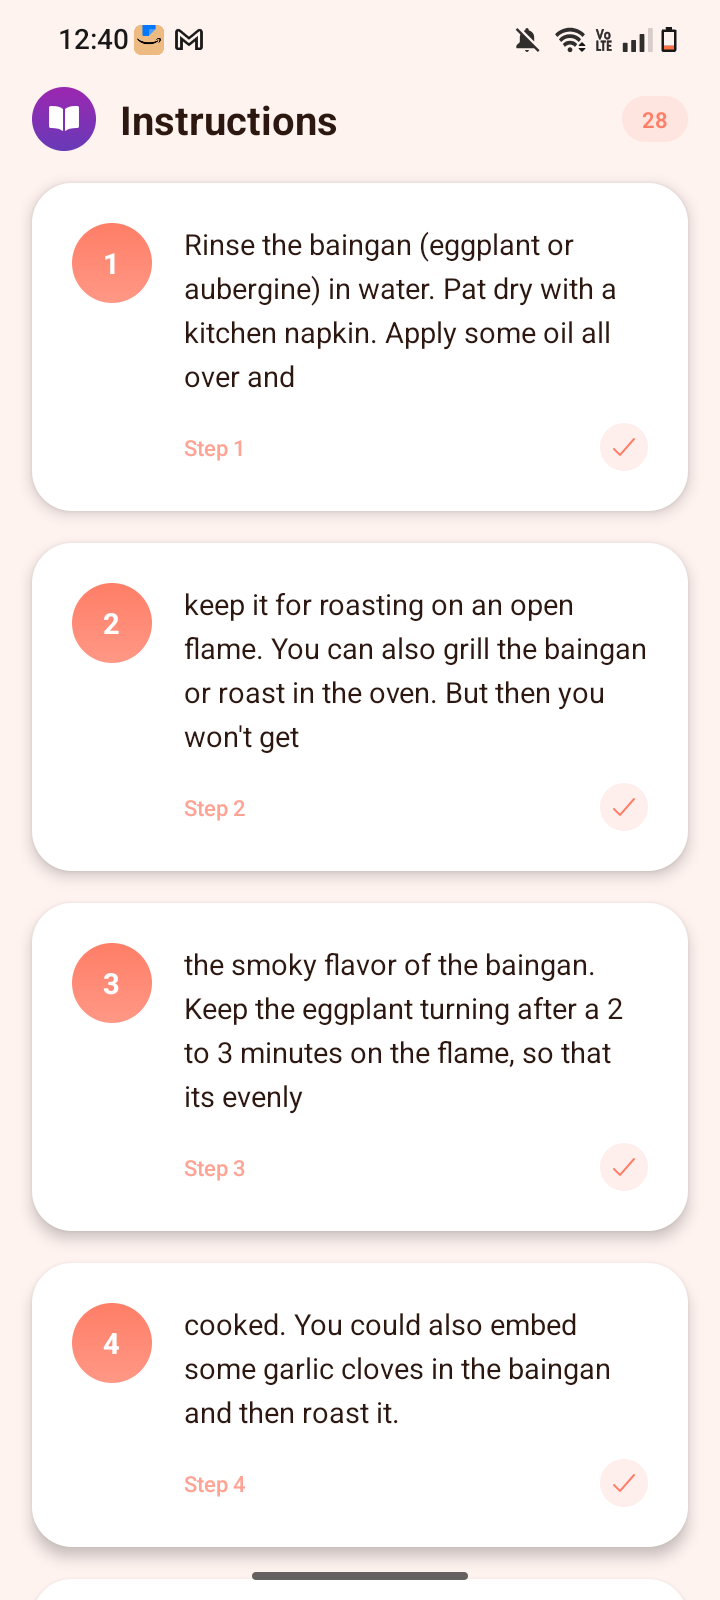 12:40
Vo
LTE
Instructions
28
1
Rinse the baingan (eggplant or
aubergine) in water. Pat dry with a
kitchen napkin. Apply some oil all
over and
Step 1
2
keep it for roasting on an open
flame. You can also grill the baingan
or roast in the oven. But then you
won't get
Step 2
3
the smoky flavor of the baingan.
Keep the eggplant turning after a 2
to 3 minutes on the flame, so that
its evenly
Step 3
4
cooked. You could also embed
some garlic cloves in the baingan
and then roast it.
Step 4